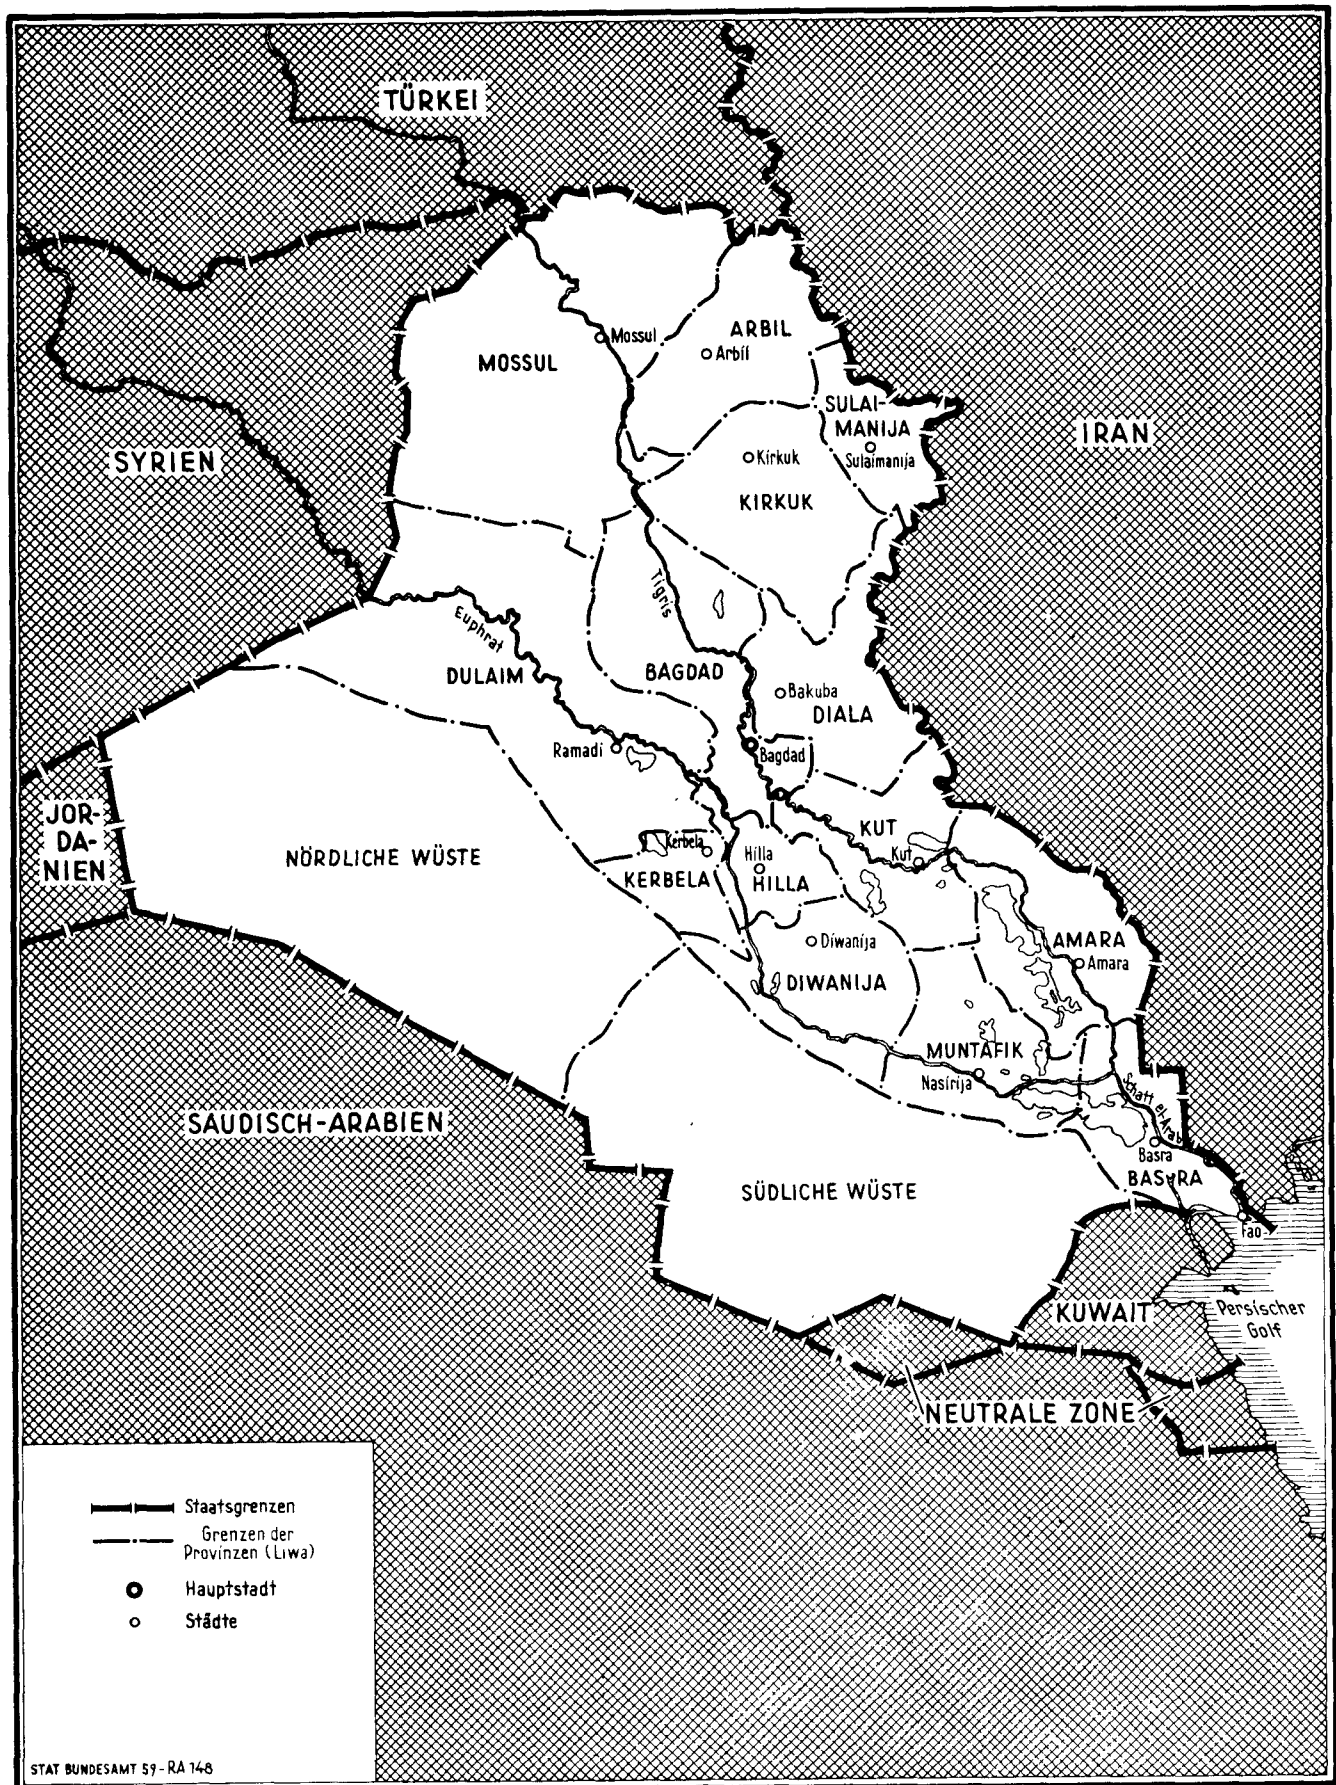 TÜRKEI
ARBIL
Mossul
Arbil
MOSSUL
SULAI-
MANIJA
IRAN
SYRIEN
Kirkuk
Sulaimanija
KIRKUK
Tigris
Euphrat
DULAIM
BAGDAD
Bakuba
DIALA
Ramadi
Bagdad
JOR-
DA-
NIEN
KUT
NÖRDLICHE WÜSTE
Kerbela
Hilla
Kut
KERBELA
HILLA
AMARA
Diwanija
Amara
DIWANIJA
MUNTAFIK
Nasirija
Schatt el-Arab
SAUDISCH-ARABIEN
Basra
BASRA
SÜDLICHE WÜSTE
Fao
KUWAIT
Persischer
Golf
NEUTRALE ZONE
Staatsgrenzen
Grenzen der
Provinzen (Liwa)
Hauptstadt
Städte
STAT BUNDESAMT 59-RA 148